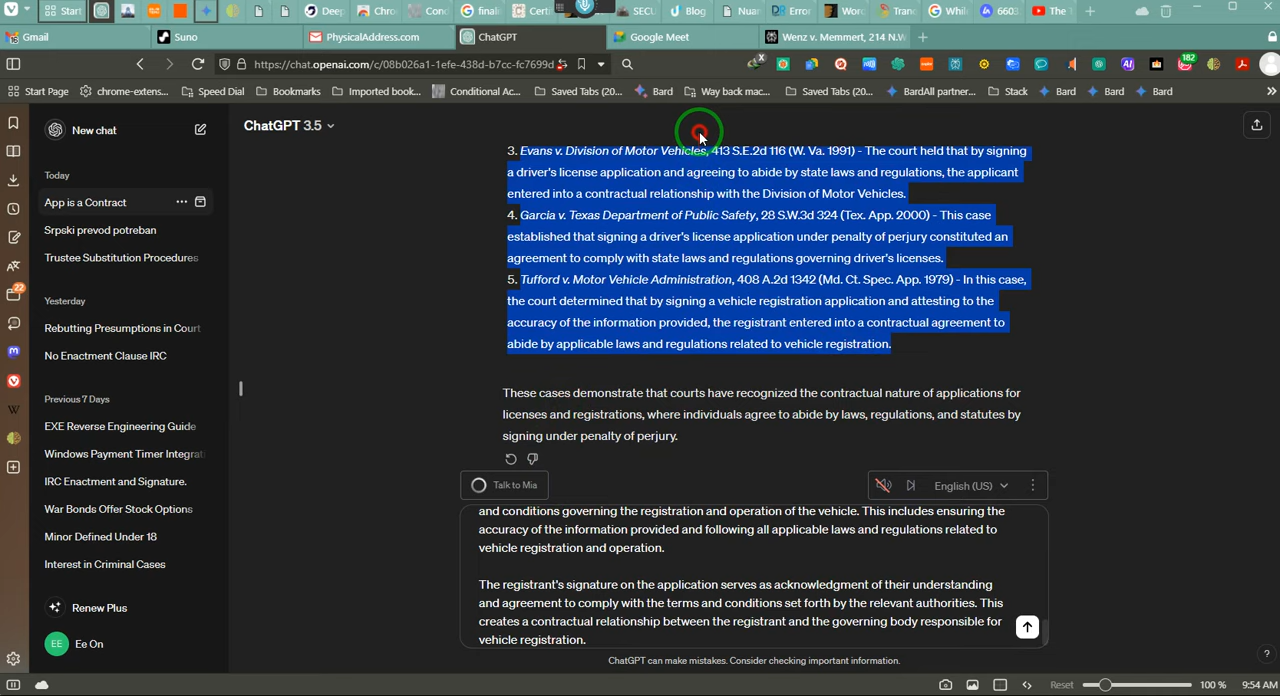 Start
Deep
Chro
Conc
finali
Certi
SECU
Blog
Nuar
Error
Wor
Tran
Whil
6603
The T
Gmail
Suno
PhysicalAddress.com
ChatGPT
Google Meet
Wenz v. Memmert, 214 N.W
https://chat.openai.com/c/08b026a1-1efe-438d-b7cc-fc7699d
X
182
Start Page
chrome-extens...
Speed Dial
Bookmarks
Imported book...
Conditional Ac...
Saved Tabs (20...
Bard
Way back mac...
Saved Tabs (20...
BardAll partner...
Stack
Bard
Bard
Bard
New chat
ChatGPT 3.5
Today
App is a Contract
Srpski prevod potreban
Trustee Substitution Procedures
Yesterday
Rebutting Presumptions in Court
No Enactment Clause IRC
Previous 7 Days
EXE Reverse Engineering Guide
Windows Payment Timer Integrat
IRC Enactment and Signature.
War Bonds Offer Stock Options
Minor Defined Under 18
Interest in Criminal Cases
Renew Plus
EE
Ee On
22
3. Evans v. Division of Motor Vehicles, 413 S.E.2d 116 (W. Va. 1991) - The court held that by signing
a driver's license application and agreeing to abide by state laws and regulations, the applicant
entered into a contractual relationship with the Division of Motor Vehicles.
4. Garcia v. Texas Department of Public Safety, 28 S.W.3d 324 (Tex. App. 2000) - This case
established that signing a driver's license application under penalty of perjury constituted an
agreement to comply with state laws and regulations governing driver's licenses.
5. Tufford v. Motor Vehicle Administration, 408 A.2d 1342 (Md. Ct. Spec. App. 1979) - In this case,
the court determined that by signing a vehicle registration application and attesting to the
accuracy of the information provided, the registrant entered into a contractual agreement to
abide by applicable laws and regulations related to vehicle registration.
These cases demonstrate that courts have recognized the contractual nature of applications for
licenses and registrations, where individuals agree to abide by laws, regulations, and statutes by
signing under penalty of perjury.
Talk to Mia
English (US)
and conditions governing the registration and operation of the vehicle. This includes ensuring the
accuracy of the information provided and following all applicable laws and regulations related to
vehicle registration and operation.
The registrant's signature on the application serves as acknowledgment of their understanding
and agreement to comply with the terms and conditions set forth by the relevant authorities. This
creates a contractual relationship between the registrant and the governing body responsible for
vehicle registration.
ChatGPT can make mistakes. Consider checking important information.
?
Reset
100 %
9:54 AM